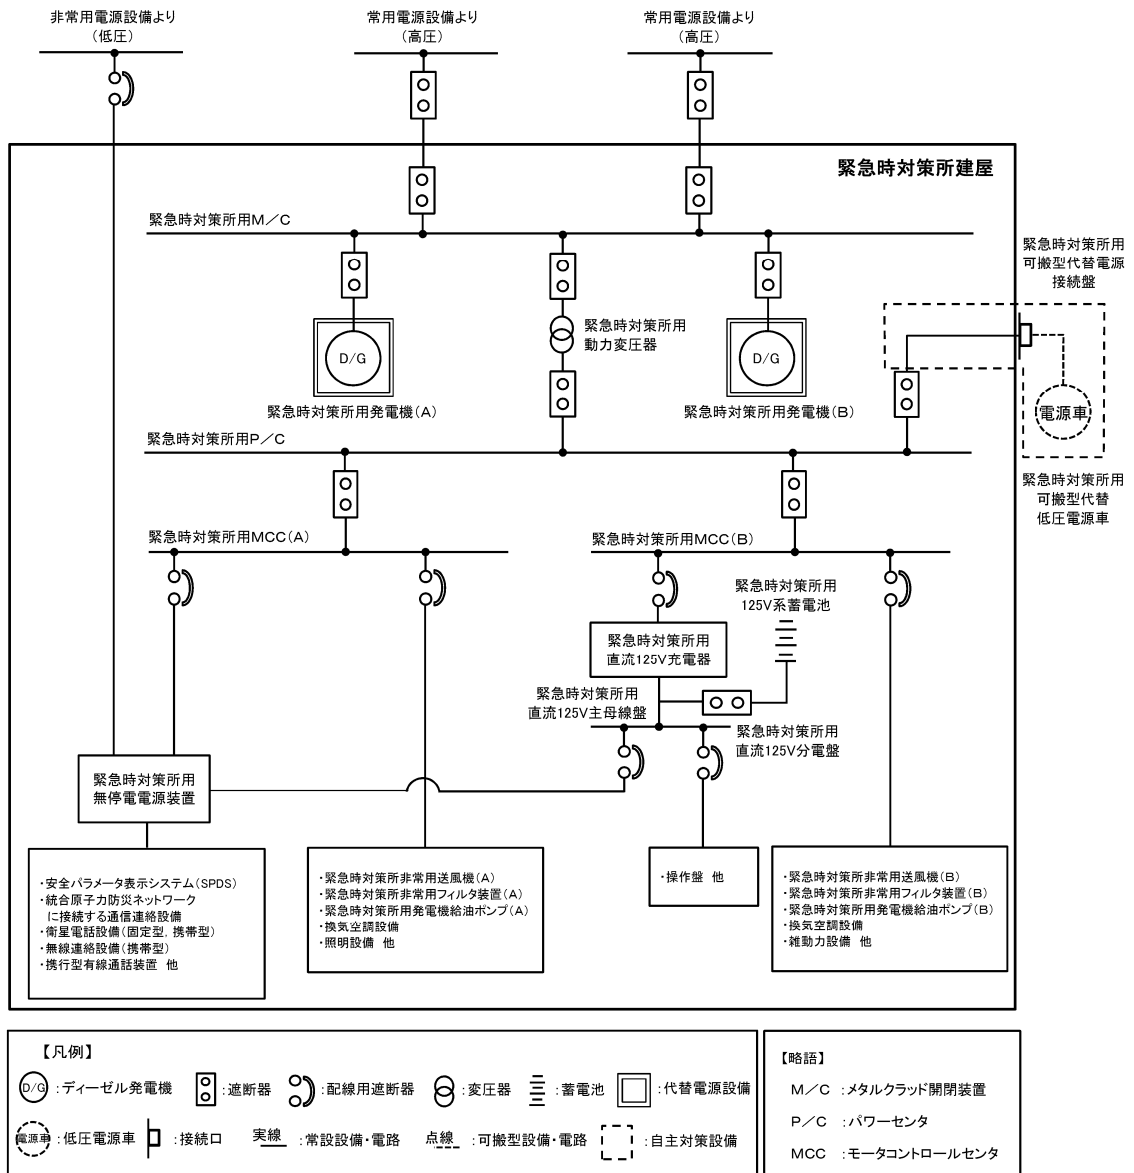 非常用電源設備より
（低圧）
常用電源設備より
（高圧）
常用電源設備より
（高圧）
緊急時対策所建屋
緊急時対策所用M／C
緊急時対策所用
可搬型代替電源
接続盤
緊急時対策所用
動力変圧器
D/G
D/G
緊急時対策所用発電機（A）
緊急時対策所用発電機（B）
電源車
緊急時対策所用P／C
緊急時対策所用
可搬型代替
低圧電源車
緊急時対策所用MCC（A）
緊急時対策所用MCC（B）
緊急時対策所用
125V系蓄電池
緊急時対策所用
直流125V充電器
緊急時対策所用
直流125V主母線盤
緊急時対策所用
直流125V分電盤
緊急時対策所用
無停電電源装置
・安全パラメータ表示システム（SPDS）
・統合原子力防災ネットワーク
に接続する通信連絡設備
・衛星電話設備（固定型，携帯型）
・無線連絡設備（携帯型）
・携行型有線通話装置 他
・緊急時対策所非常用送風機（A）
・緊急時対策所非常用フィルタ装置（A）
・緊急時対策所用発電機給油ポンプ（A）
・換気空調設備
・照明設備 他
・操作盤 他
・緊急時対策所非常用送風機（B）
・緊急時対策所非常用フィルタ装置（B）
・緊急時対策所用発電機給油ポンプ（B）
・換気空調設備
・雑動力設備 他
【凡例】
D/G ：ディーゼル発電機 ：遮断器 ：配線用遮断器 ：変圧器 ：蓄電池 ：代替電源設備
電源車 ：低圧電源車 ：接続口 実線 ：常設設備・電路 点線 ：可搬型設備・電路 ：自主対策設備
【略語】
M／C ：メタルクラッド開閉装置
P／C ：パワーセンタ
MCC ：モータコントロールセンタ